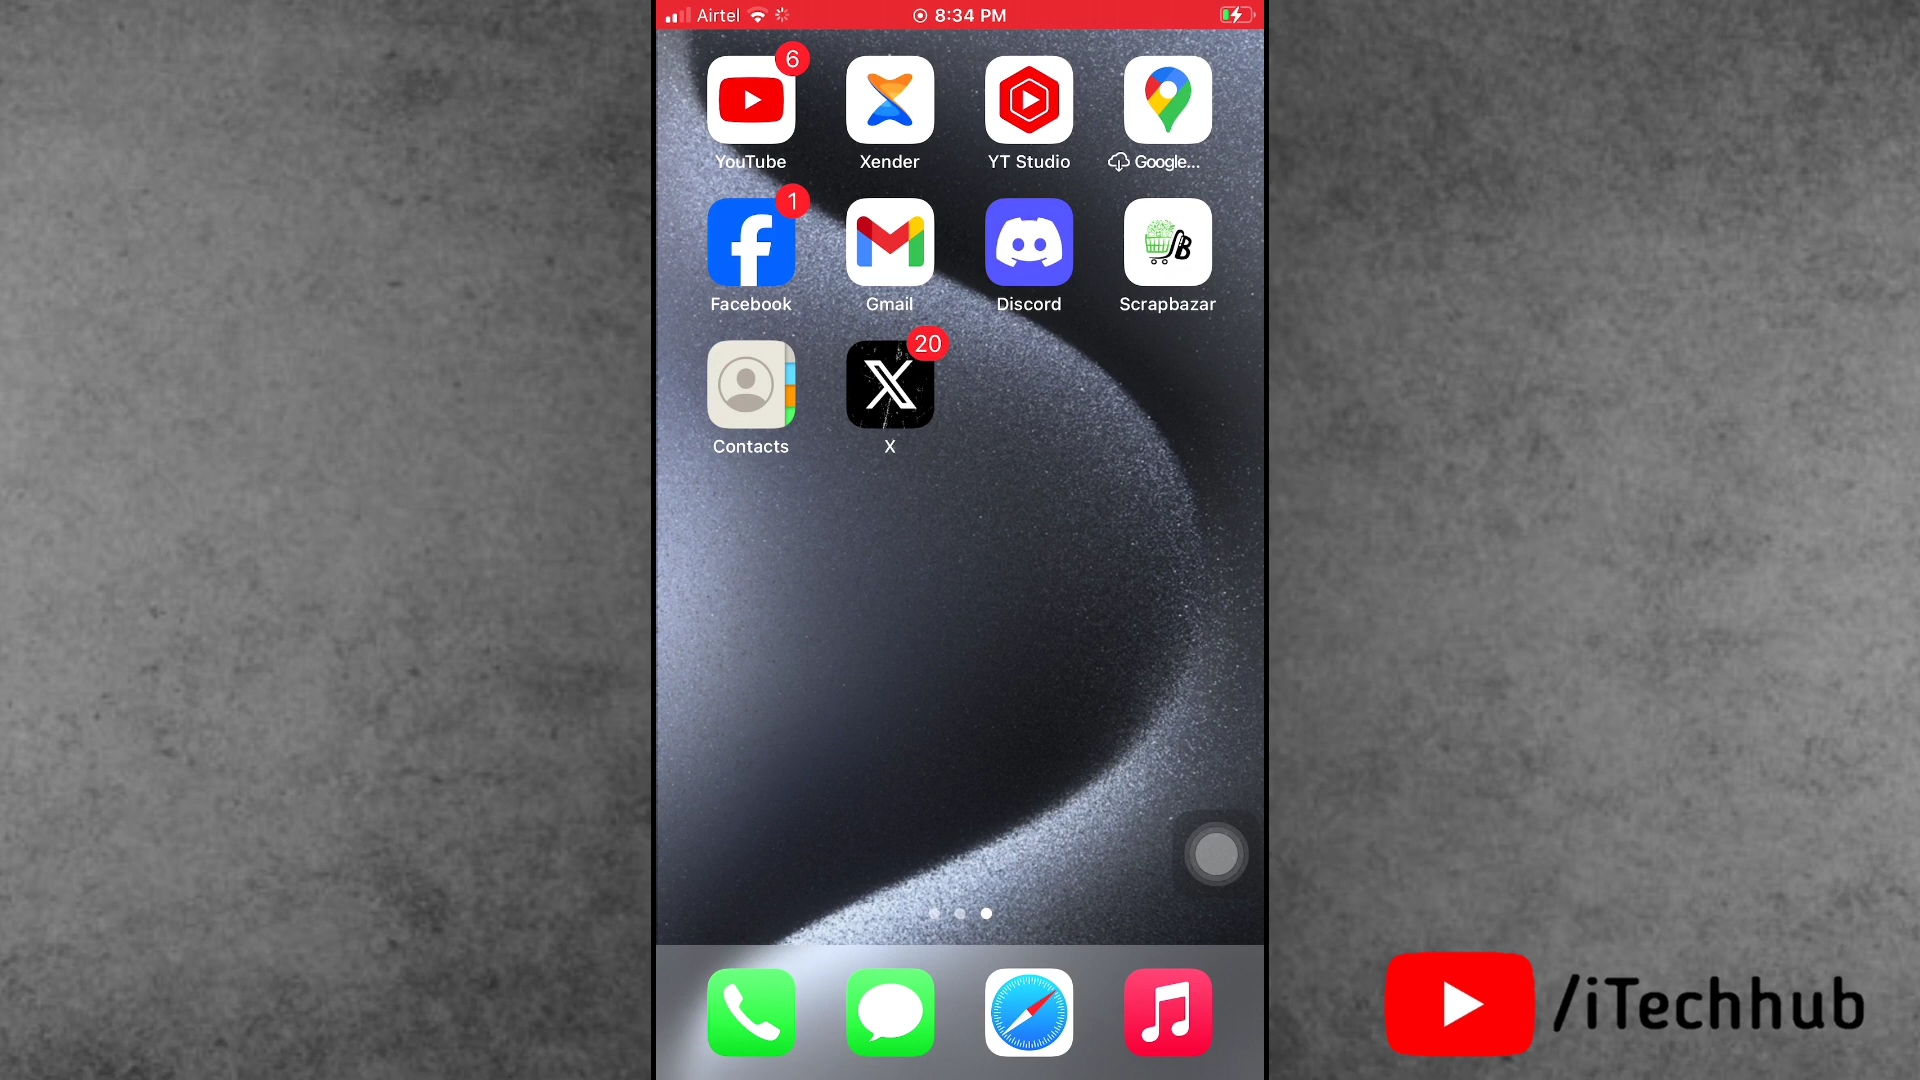 Airtel 8:34 PM
6
YouTube Xender YT Studio Google...
1
Facebook Gmail Discord Scrapbazar
B
20
Contacts X
/iTechhub